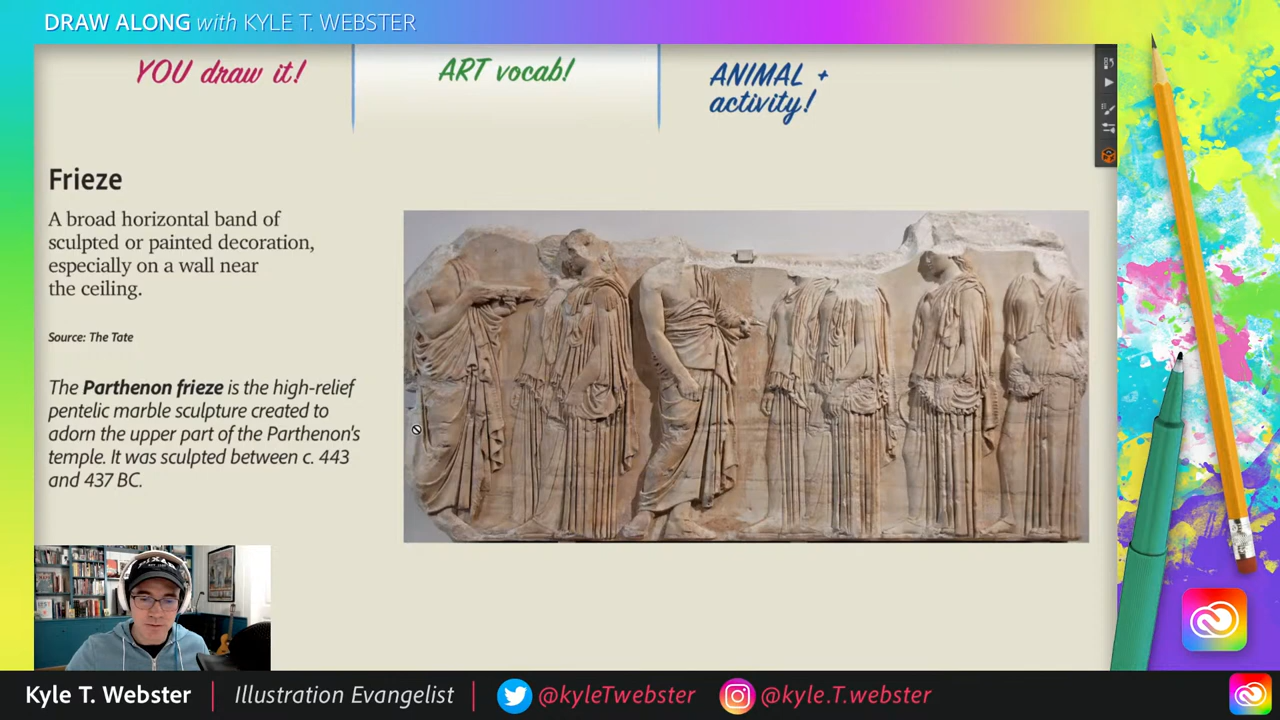 DRAW ALONG with KYLE T. WEBSTER
YOU draw it!
ART vocab!
ANIMAL +
activity!
Frieze
A broad horizontal band of
sculpted or painted decoration,
especially on a wall near
the ceiling.
Source: The Tate
The Parthenon frieze is the high-relief
pentelic marble sculpture created to
adorn the upper part of the Parthenon's
temple. It was sculpted between c. 443
and 437 BC.
PIXAR
Kyle T. Webster | Illustration Evangelist | @kyleTwebster @kyle.T.webster